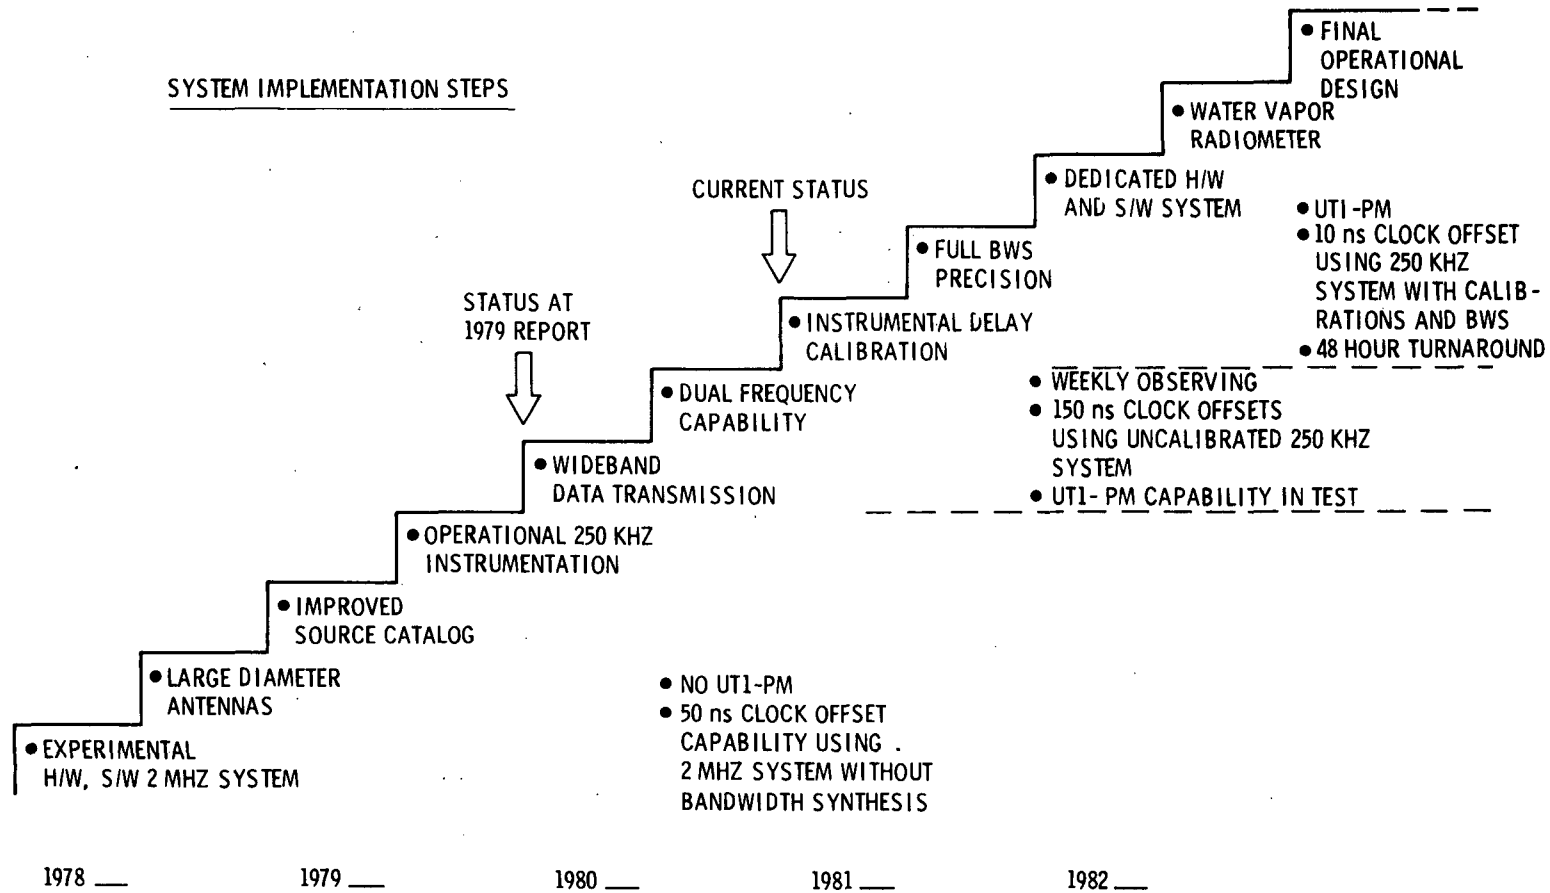 SYSTEM IMPLEMENTATION STEPS
● FINAL
OPERATIONAL
DESIGN
● WATER VAPOR
RADIOMETER
● DEDICATED H/W
AND S/W SYSTEM
CURRENT STATUS
● FULL BWS
PRECISION
STATUS AT
1979 REPORT
● INSTRUMENTAL DELAY
CALIBRATION
● DUAL FREQUENCY
CAPABILITY
● WIDEBAND
DATA TRANSMISSION
● OPERATIONAL 250 KHZ
INSTRUMENTATION
● IMPROVED
SOURCE CATALOG
● LARGE DIAMETER
ANTENNAS
● EXPERIMENTAL
H/W, S/W 2 MHZ SYSTEM
● UT1-PM
● 10 ns CLOCK OFFSET
USING 250 KHZ
SYSTEM WITH CALIB-
RATIONS AND BWS
● 48 HOUR TURNAROUND
● WEEKLY OBSERVING
● 150 ns CLOCK OFFSETS
USING UNCALIBRATED 250 KHZ
SYSTEM
● UT1-PM CAPABILITY IN TEST
● NO UT1-PM
● 50 ns CLOCK OFFSET
CAPABILITY USING .
2 MHZ SYSTEM WITHOUT
BANDWIDTH SYNTHESIS
1978 __ 1979 __ 1980 __ 1981 __ 1982 __